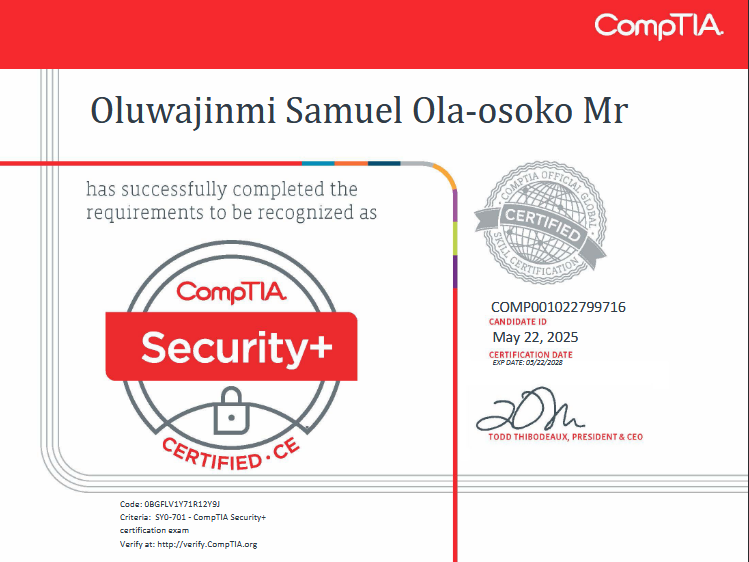 CompTIA.
Oluwajinmi Samuel Ola-osoko Mr
has successfully completed the
requirements to be recognized as
COMPTIA OFFICIAL GLOBAL
CERTIFIED
SKILL CERTIFICATION
CompTIA.
Security+
CERTIFIED · CE
COMP001022799716
CANDIDATE ID
May 22, 2025
CERTIFICATION DATE
EXP DATE: 05/22/2028
TODD THIBODEAUX, PRESIDENT & CEO
Code: 0BGFLV1Y71R12Y9J
Criteria: SY0-701 - CompTIA Security+
certification exam
Verify at: http://verify.CompTIA.org